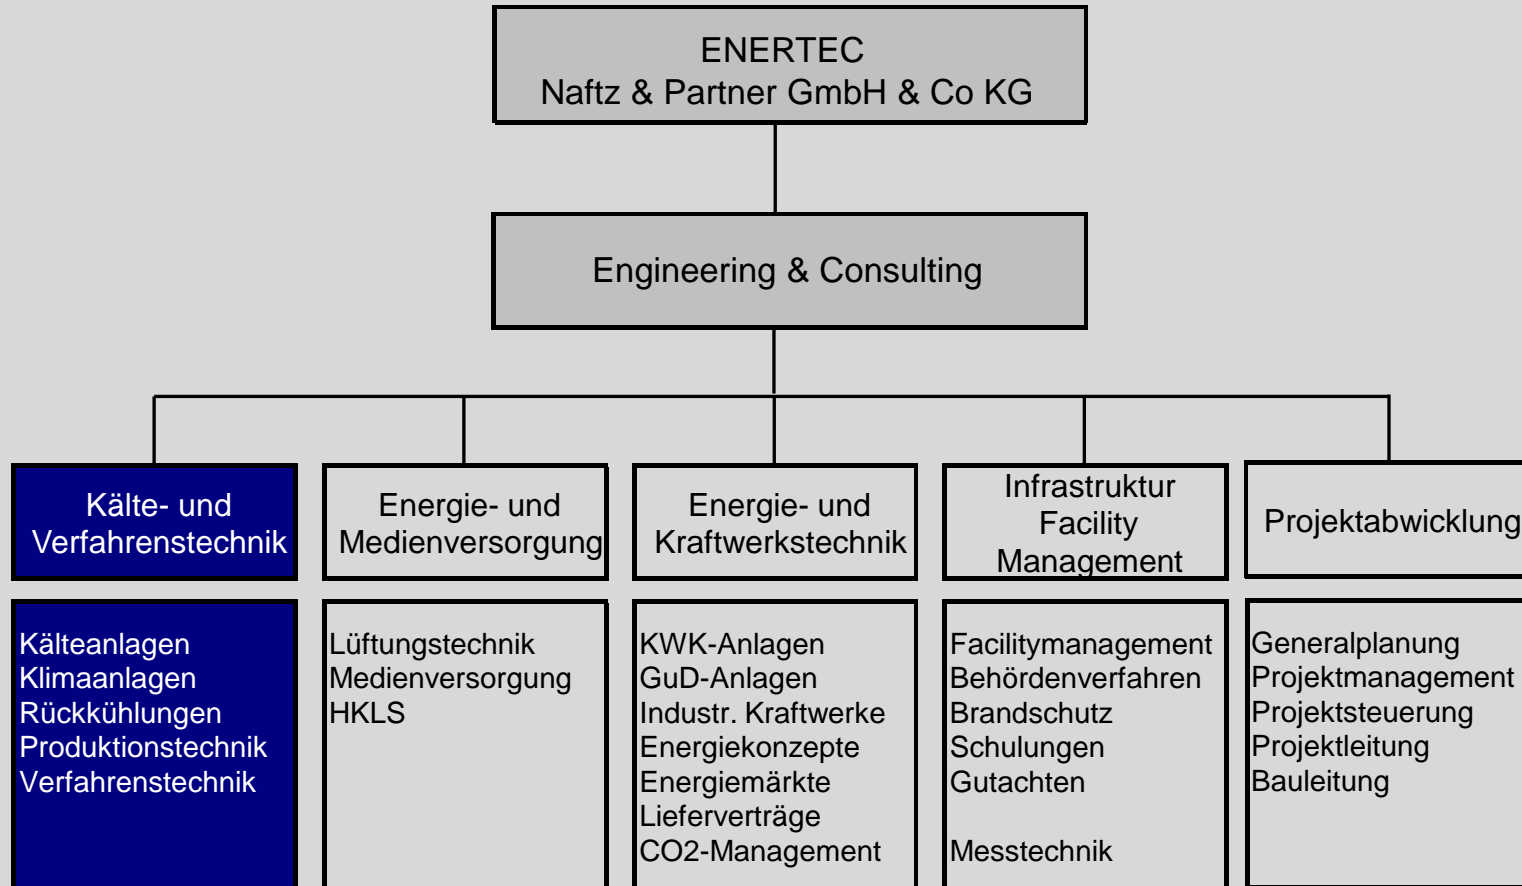 ENERTEC
Naftz & Partner GmbH & Co KG
Engineering & Consulting
Kälte- und
Verfahrenstechnik
Energie- und
Medienversorgung
Energie- und
Kraftwerkstechnik
Infrastruktur
Facility
Management
Projektabwicklung
Kälteanlagen
Klimaanlagen
Rückkühlungen
Produktionstechnik
Verfahrenstechnik
Lüftungstechnik
Medienversorgung
HKLS
KWK-Anlagen
GuD-Anlagen
Industr. Kraftwerke
Energiekonzepte
Energiemärkte
Lieferverträge
CO2-Management
Facilitymanagement
Behördenverfahren
Brandschutz
Schulungen
Gutachten
Messtechnik
Generalplanung
Projektmanagement
Projektsteuerung
Projektleitung
Bauleitung